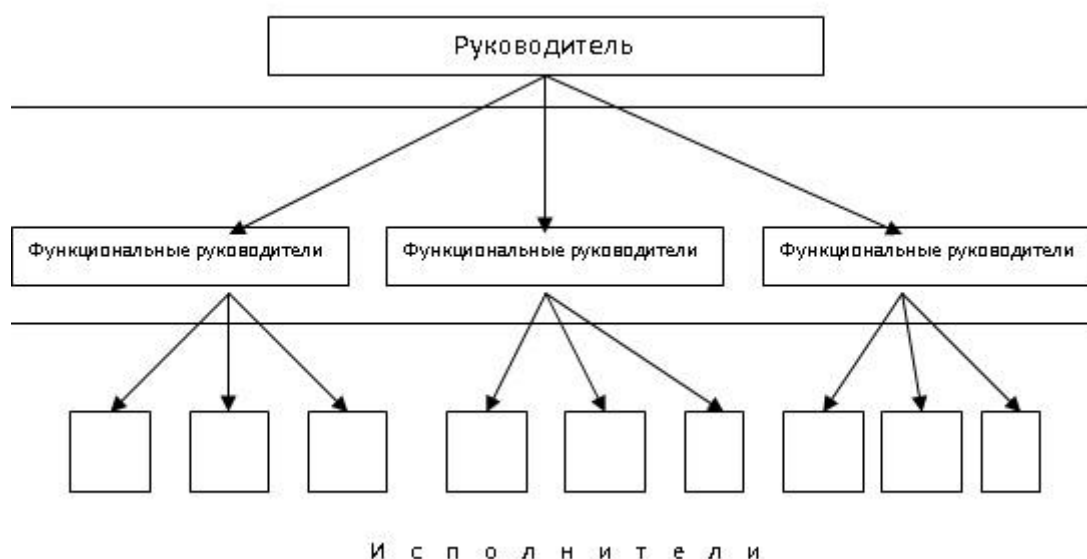 Руководитель
Функциональные руководители
Функциональные руководители
Функциональные руководители
И с п о л н и т е л и